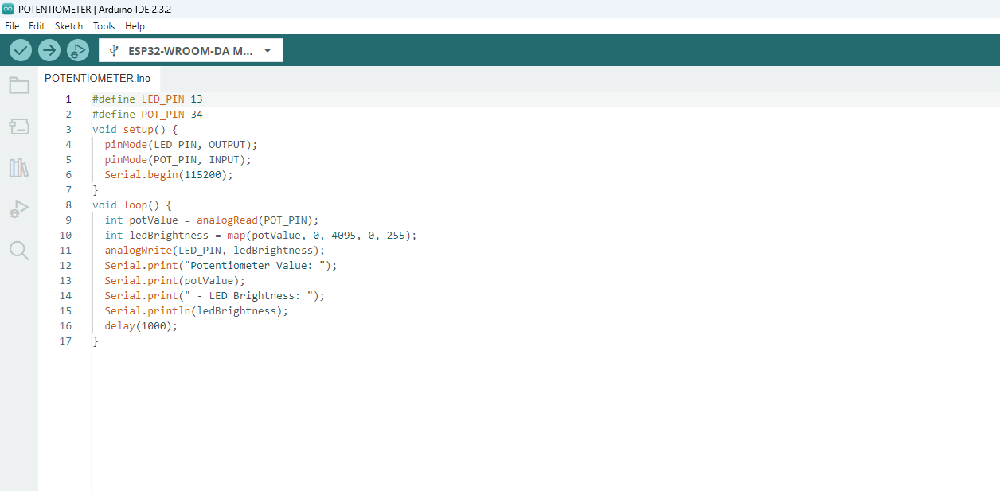 POTENTIOMETER | Arduino IDE 2.3.2
File Edit Sketch Tools Help
ESP32-WROOM-DA M...
POTENTIOMETER.ino
1 #define LED_PIN 13
2 #define POT_PIN 34
3 void setup() {
4 pinMode(LED_PIN, OUTPUT);
5 pinMode(POT_PIN, INPUT);
6 Serial.begin(115200);
7 }
8 void loop() {
9 int potValue = analogRead(POT_PIN);
10 int ledBrightness = map(potValue, 0, 4095, 0, 255);
11 analogWrite(LED_PIN, ledBrightness);
12 Serial.print("Potentiometer Value: ");
13 Serial.print(potValue);
14 Serial.print(" - LED Brightness: ");
15 Serial.println(ledBrightness);
16 delay(1000);
17 }